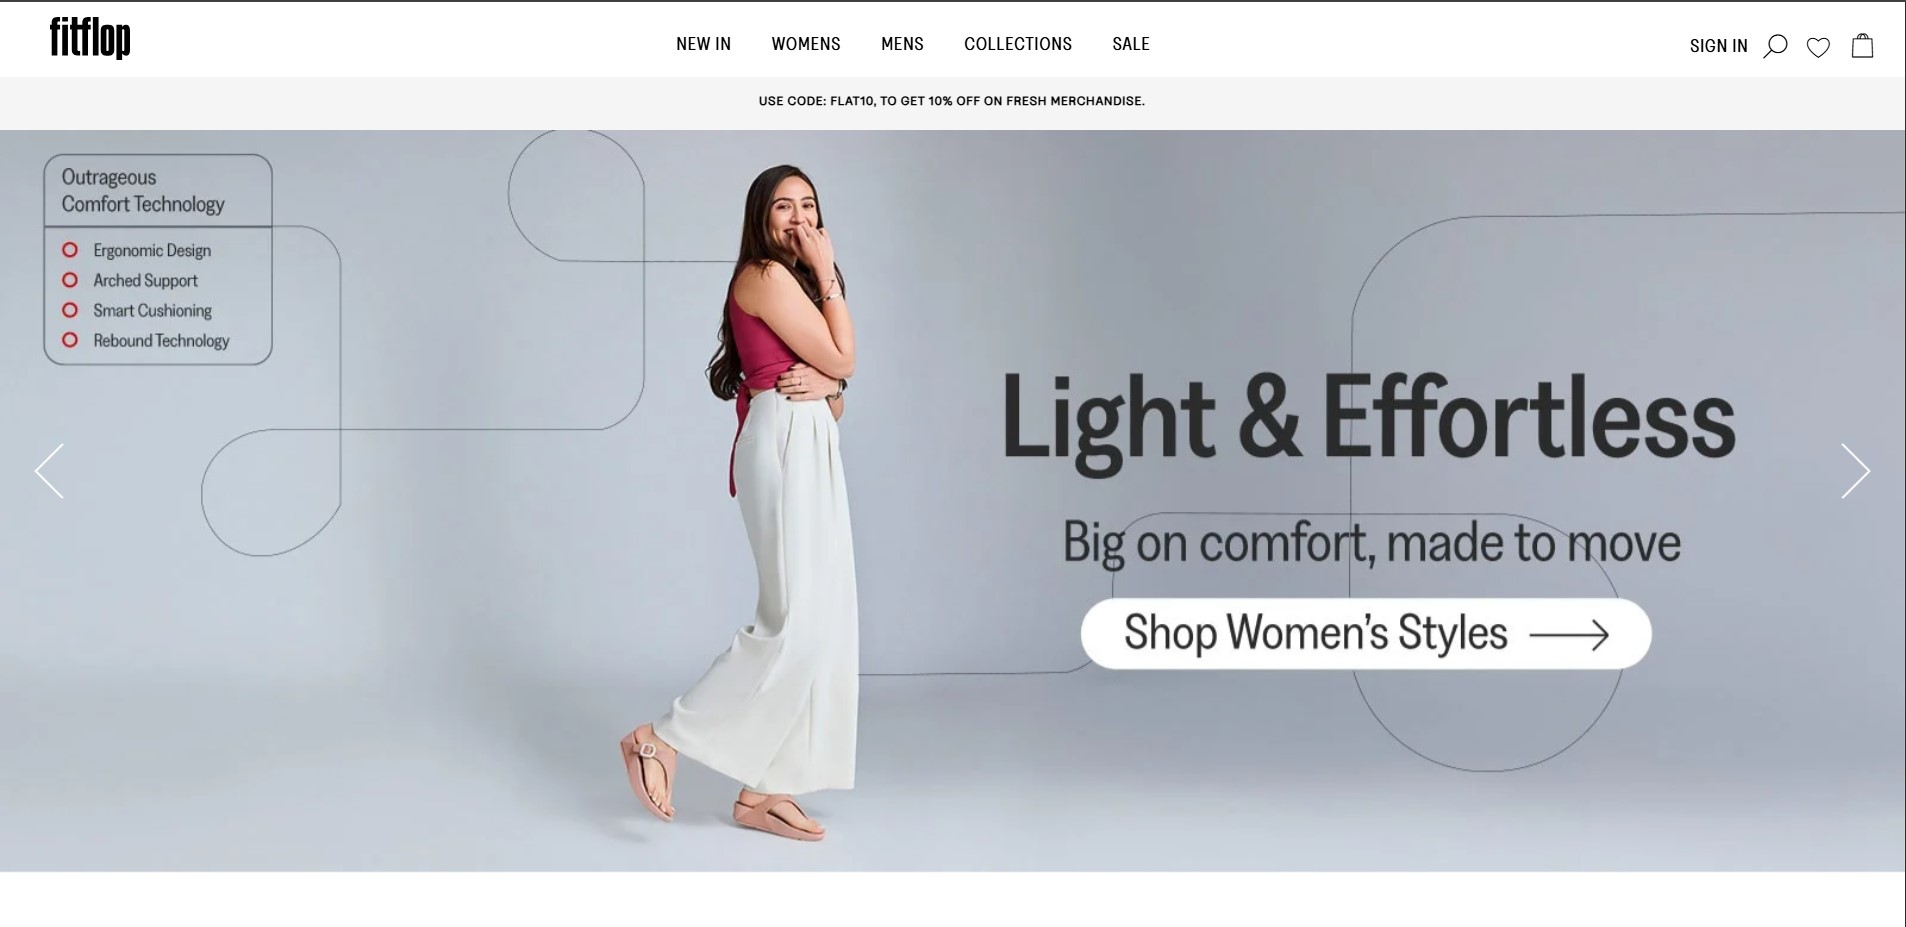 fitflop
NEW IN
WOMENS
MENS
COLLECTIONS
SALE
SIGN IN
USE CODE: FLAT10, TO GET 10% OFF ON FRESH MERCHANDISE.
Outrageous
Comfort Technology
Ergonomic Design
Arched Support
Smart Cushioning
Rebound Technology
Light & Effortless
Big on comfort, made to move
Shop Women’s Styles